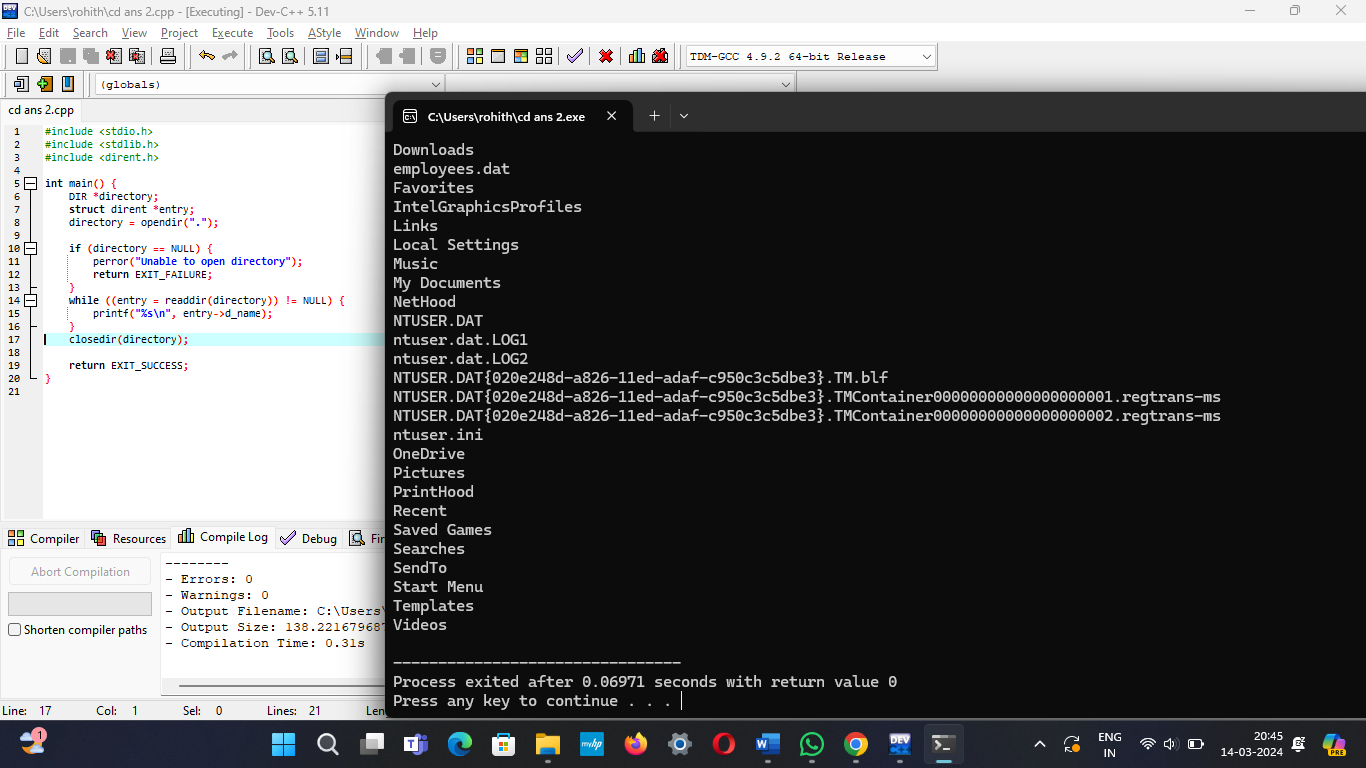 C:\Users\rohith\cd ans 2.cpp - [Executing] - Dev-C++ 5.11
File Edit Search View Project Execute Tools AStyle Window Help
TDM-GCC 4.9.2 64-bit Release
(globals)
cd ans 2.cpp
1 #include <stdio.h>
2 #include <stdlib.h>
3 #include <dirent.h>
4
5 int main() {
6 DIR *directory;
7 struct dirent *entry;
8 directory = opendir(".");
9
10 if (directory == NULL) {
11 perror("Unable to open directory");
12 return EXIT_FAILURE;
13 }
14 while ((entry = readdir(directory)) != NULL) {
15 printf("%s\n", entry->d_name);
16 }
17 closedir(directory);
18
19 return EXIT_SUCCESS;
20 }
21
C:\Users\rohith\cd ans 2.exe
Downloads
employees.dat
Favorites
IntelGraphicsProfiles
Links
Local Settings
Music
My Documents
NetHood
NTUSER.DAT
ntuser.dat.LOG1
ntuser.dat.LOG2
NTUSER.DAT{020e248d-a826-11ed-adaf-c950c3c5dbe3}.TM.blf
NTUSER.DAT{020e248d-a826-11ed-adaf-c950c3c5dbe3}.TMContainer00000000000000000001.regtrans-ms
NTUSER.DAT{020e248d-a826-11ed-adaf-c950c3c5dbe3}.TMContainer00000000000000000002.regtrans-ms
ntuser.ini
OneDrive
Pictures
PrintHood
Recent
Saved Games
Searches
SendTo
Start Menu
Templates
Videos
--------------------------------
Process exited after 0.06971 seconds with return value 0
Press any key to continue . . .
Compiler Resources Compile Log Debug Fi
Abort Compilation
Shorten compiler paths
--------
- Errors: 0
- Warnings: 0
- Output Filename: C:\Users\
- Output Size: 138.22167968
- Compilation Time: 0.31s
Line: 17 Col: 1 Sel: 0 Lines: 21 Len
1
myhp
DEV
ENG
IN
20:45
14-03-2024
PRE